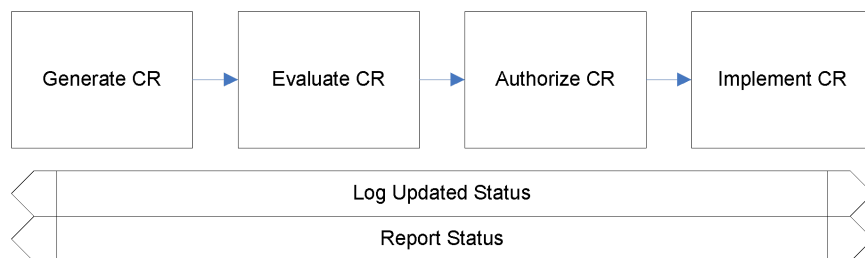 Generate CR
Evaluate CR
Authorize CR
Implement CR
Log Updated Status
Report Status